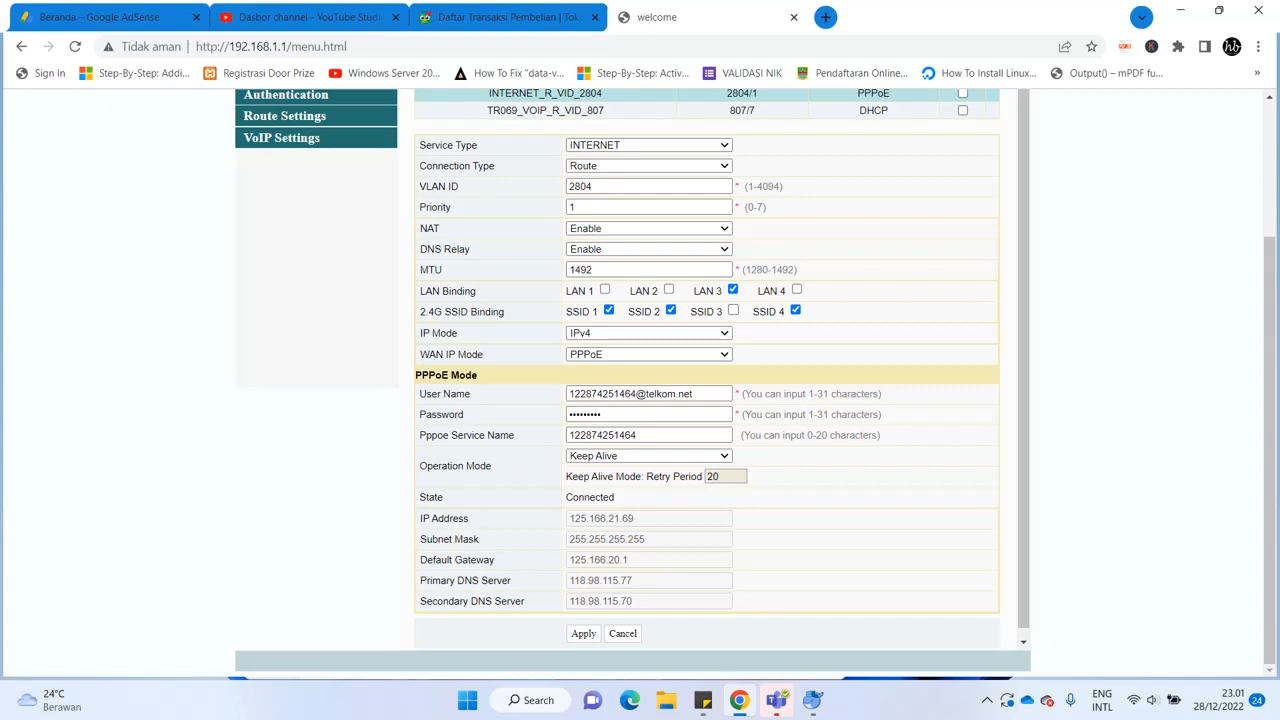 Beranda – Google AdSense
Dasbor channel - YouTube Studi
Daftar Transaksi Pembelian | Tok
welcome
Tidak aman
http://192.168.1.1/menu.html
Sign In
Step-By-Step: Addi...
Registrasi Door Prize
Windows Server 20...
How To Fix "data-v...
Step-By-Step: Activ...
VALIDASI NIK
Pendaftaran Online...
How To Install Linux...
Output() – mPDF fu...
»
Authentication
Route Settings
VoIP Settings
INTERNET_R_VID_2804 2804/1 PPPoE
TR069_VOIP_R_VID_807 807/7 DHCP
Service Type INTERNET
Connection Type Route
VLAN ID 2804 * (1-4094)
Priority 1 * (0-7)
NAT Enable
DNS Relay Enable
MTU 1492 * (1280-1492)
LAN Binding LAN 1 LAN 2 LAN 3 LAN 4
2.4G SSID Binding SSID 1 SSID 2 SSID 3 SSID 4
IP Mode IPv4
WAN IP Mode PPPoE
PPPoE Mode
User Name 122874251464@telkom.net * (You can input 1-31 characters)
Password ••••••••• * (You can input 1-31 characters)
Pppoe Service Name 122874251464 (You can input 0-20 characters)
Operation Mode Keep Alive
Keep Alive Mode: Retry Period 20
State Connected
IP Address 125.166.21.69
Subnet Mask 255.255.255.255
Default Gateway 125.166.20.1
Primary DNS Server 118.98.115.77
Secondary DNS Server 118.98.115.70
Apply Cancel
24°C
Berawan
Search
ENG
INTL
23.01
28/12/2022
24